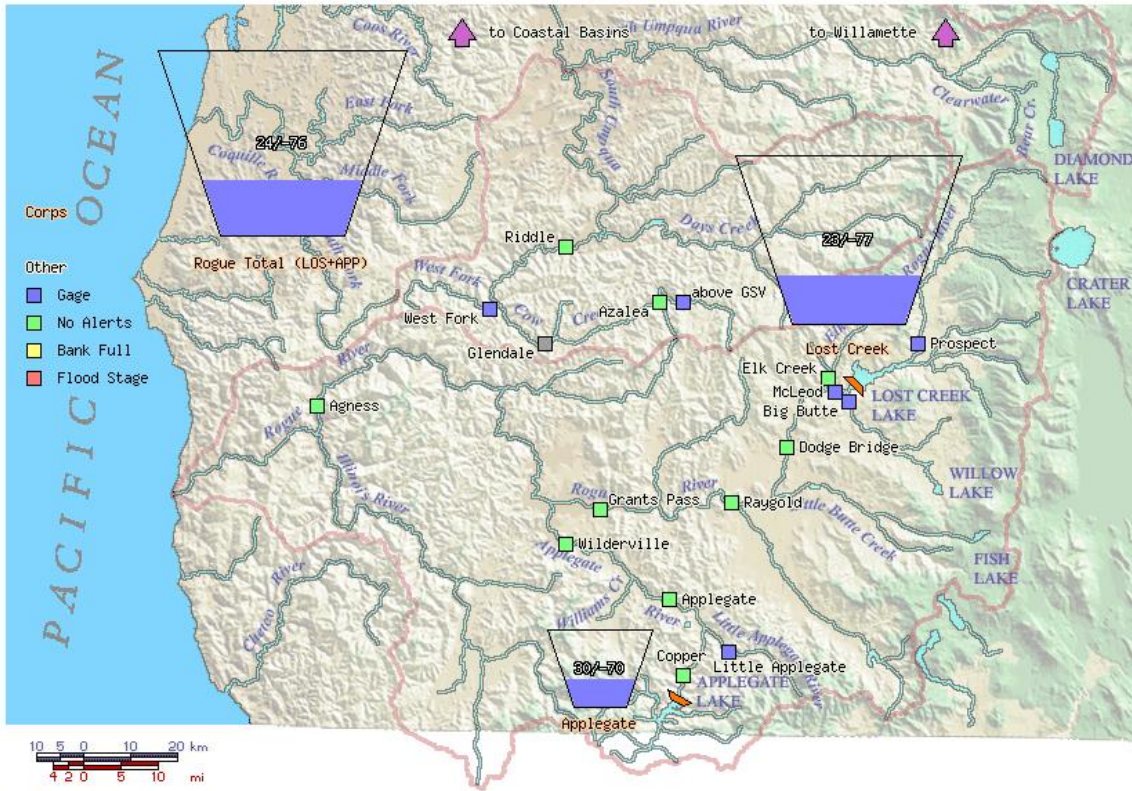 to Coastal Basins
Umpqua River
to Willamette
Coos River
South Umpqua
Clearwater
Bear Cr.
East Fork
24/-76
Coquille R
Middle Fork
DIAMOND
LAKE
PACIFIC OCEAN
Corps
Other
Gage
No Alerts
Bank Full
Flood Stage
Rogue Total (LOS+APP)
Riddle
Days Creek
23/-77
Rogue River
CRATER
LAKE
West Fork
West Fork
Cow
Creek
Azalea
above GSV
Glendale
Elk
Lost Creek
Prospect
Elk Creek
McLeod
Big Butte
LOST CREEK
LAKE
Rogue
River
Agness
Illinois River
Dodge Bridge
WILLOW
LAKE
Grants Pass
River
Raygold
Little Butte Creek
Wilderville
Applegate
FISH
LAKE
Chetco River
Williams Cr.
Applegate
River
Little Applegate
River
Copper
Little Applegate
30/-70
APPLEGATE
LAKE
Applegate
10 5 0 10 20 km
4 2 0 5 10 mi